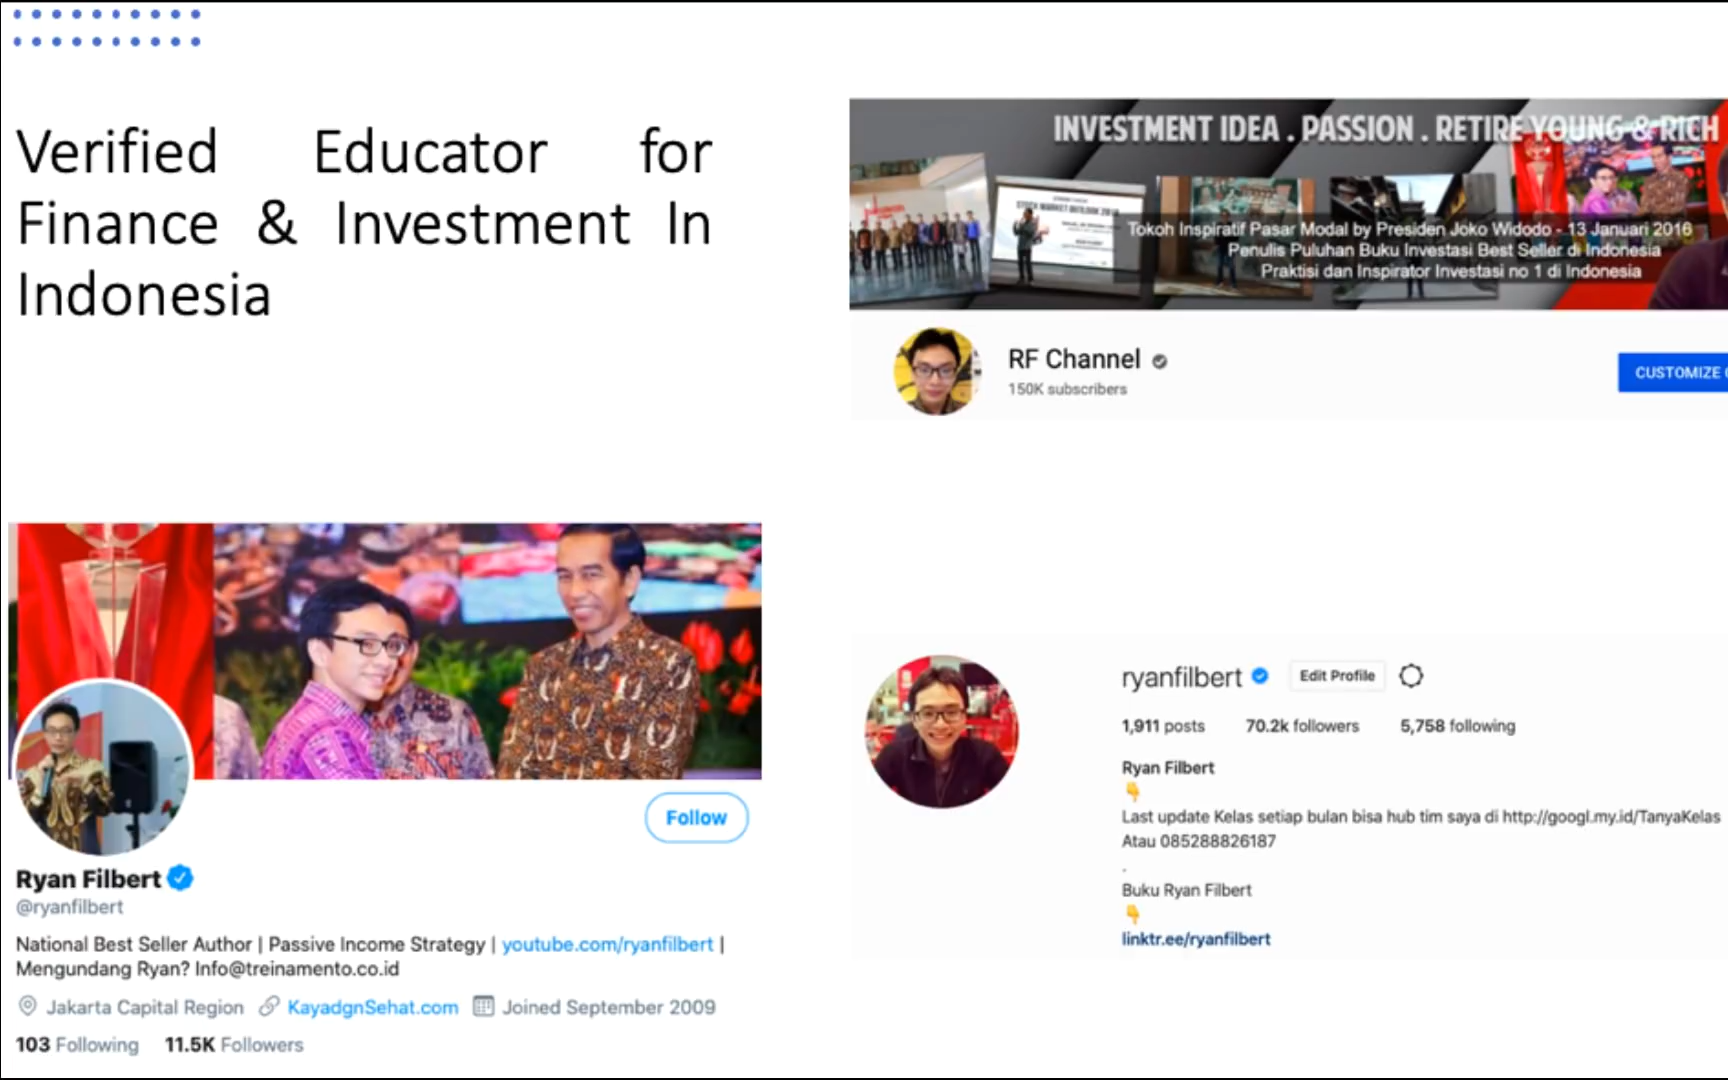 Verified Educator for
Finance & Investment In
Indonesia
INVESTMENT IDEA . PASSION . RETIRE YOUNG & RICH
STOCK MARKET OUTLOOK 2018
Tokoh Inspiratif Pasar Modal by Presiden Joko Widodo - 13 Januari 2016
Penulis Puluhan Buku Investasi Best Seller di Indonesia
Praktisi dan Inspirator Investasi no 1 di Indonesia
RF Channel
150K subscribers
CUSTOMIZE
Follow
Ryan Filbert
@ryanfilbert
National Best Seller Author | Passive Income Strategy | youtube.com/ryanfilbert |
Mengundang Ryan? Info@treinamento.co.id
Jakarta Capital Region KayadgnSehat.com Joined September 2009
103 Following 11.5K Followers
ryanfilbert Edit Profile
1,911 posts 70.2k followers 5,758 following
Ryan Filbert
👇
Last update Kelas setiap bulan bisa hub tim saya di http://googl.my.id/TanyaKelas
Atau 085288826187
.
Buku Ryan Filbert
👇
linktr.ee/ryanfilbert